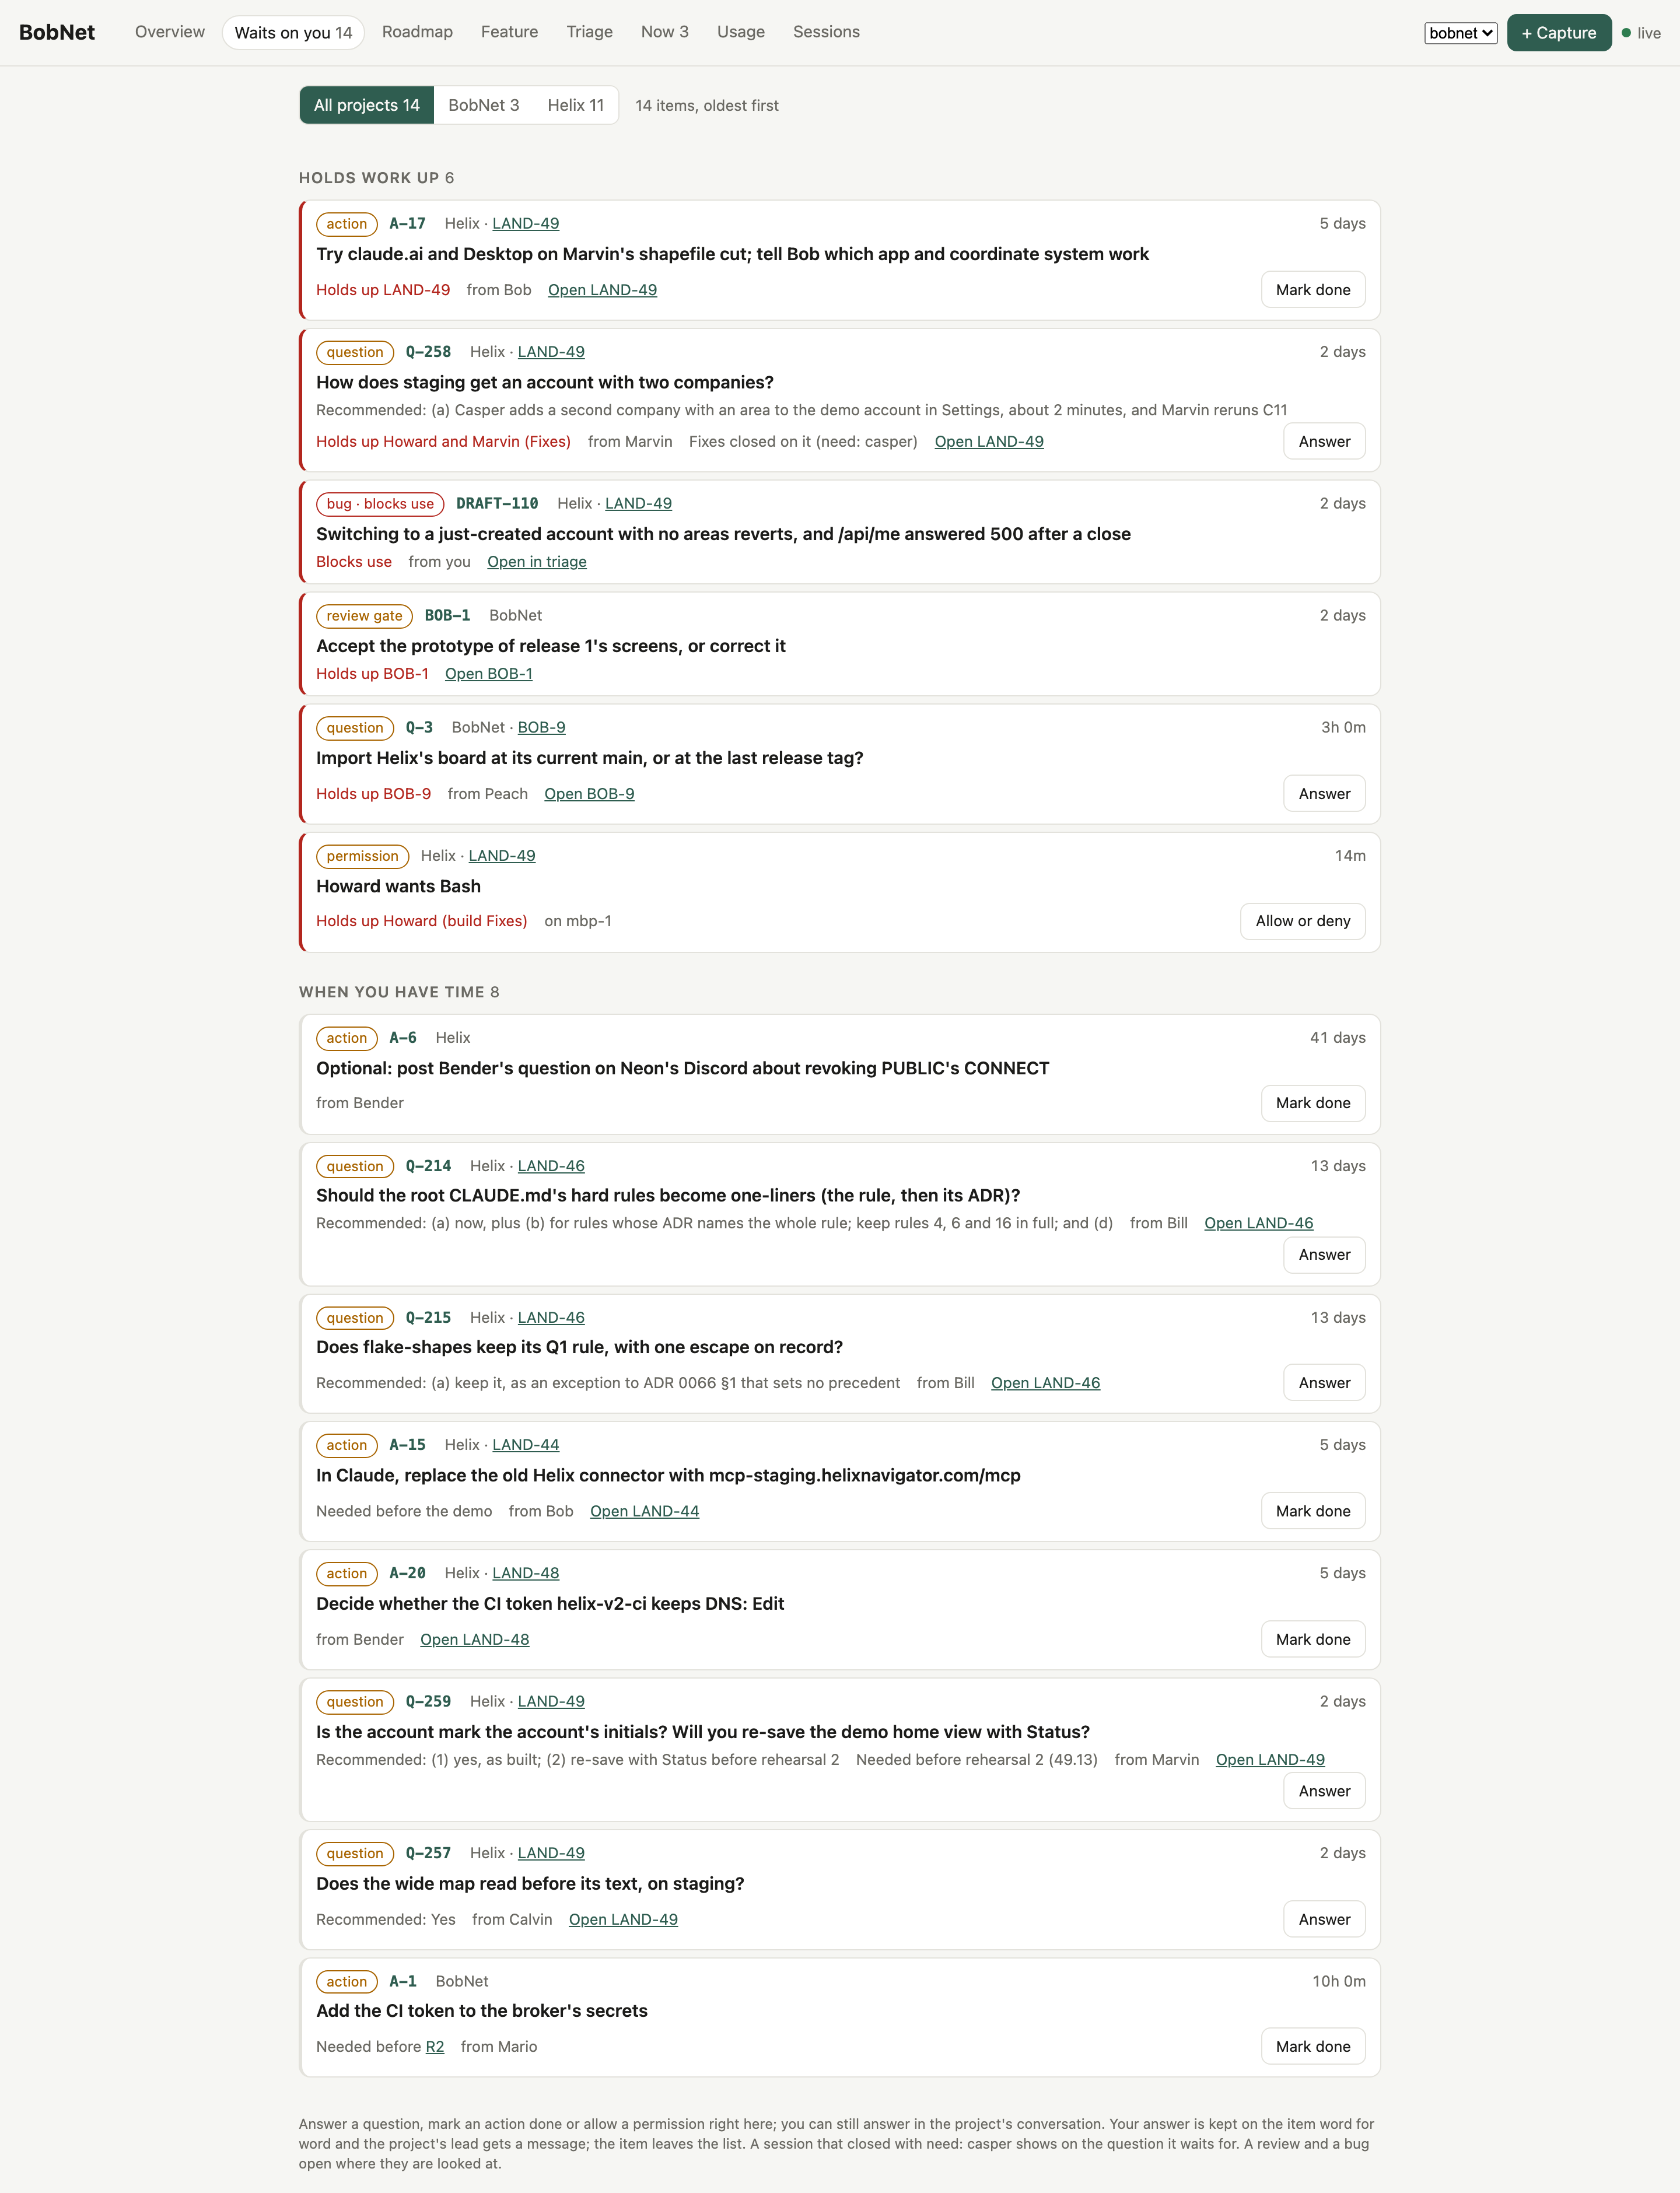 BobNet Overview Waits on you 14 Roadmap Feature Triage Now 3 Usage Sessions bobnet + Capture live
All projects 14 BobNet 3 Helix 11 14 items, oldest first
HOLDS WORK UP 6
action A-17 Helix · LAND-49 5 days
Try claude.ai and Desktop on Marvin's shapefile cut; tell Bob which app and coordinate system work
Holds up LAND-49 from Bob Open LAND-49 Mark done
question Q-258 Helix · LAND-49 2 days
How does staging get an account with two companies?
Recommended: (a) Casper adds a second company with an area to the demo account in Settings, about 2 minutes, and Marvin reruns C11
Holds up Howard and Marvin (Fixes) from Marvin Fixes closed on it (need: casper) Open LAND-49 Answer
bug · blocks use DRAFT-110 Helix · LAND-49 2 days
Switching to a just-created account with no areas reverts, and /api/me answered 500 after a close
Blocks use from you Open in triage
review gate BOB-1 BobNet 2 days
Accept the prototype of release 1's screens, or correct it
Holds up BOB-1 Open BOB-1
question Q-3 BobNet · BOB-9 3h 0m
Import Helix's board at its current main, or at the last release tag?
Holds up BOB-9 from Peach Open BOB-9 Answer
permission Helix · LAND-49 14m
Howard wants Bash
Holds up Howard (build Fixes) on mbp-1 Allow or deny
WHEN YOU HAVE TIME 8
action A-6 Helix 41 days
Optional: post Bender's question on Neon's Discord about revoking PUBLIC's CONNECT
from Bender Mark done
question Q-214 Helix · LAND-46 13 days
Should the root CLAUDE.md's hard rules become one-liners (the rule, then its ADR)?
Recommended: (a) now, plus (b) for rules whose ADR names the whole rule; keep rules 4, 6 and 16 in full; and (d) from Bill Open LAND-46
Answer
question Q-215 Helix · LAND-46 13 days
Does flake-shapes keep its Q1 rule, with one escape on record?
Recommended: (a) keep it, as an exception to ADR 0066 §1 that sets no precedent from Bill Open LAND-46 Answer
action A-15 Helix · LAND-44 5 days
In Claude, replace the old Helix connector with mcp-staging.helixnavigator.com/mcp
Needed before the demo from Bob Open LAND-44 Mark done
action A-20 Helix · LAND-48 5 days
Decide whether the CI token helix-v2-ci keeps DNS: Edit
from Bender Open LAND-48 Mark done
question Q-259 Helix · LAND-49 2 days
Is the account mark the account's initials? Will you re-save the demo home view with Status?
Recommended: (1) yes, as built; (2) re-save with Status before rehearsal 2 Needed before rehearsal 2 (49.13) from Marvin Open LAND-49
Answer
question Q-257 Helix · LAND-49 2 days
Does the wide map read before its text, on staging?
Recommended: Yes from Calvin Open LAND-49 Answer
action A-1 BobNet 10h 0m
Add the CI token to the broker's secrets
Needed before R2 from Mario Mark done
Answer a question, mark an action done or allow a permission right here; you can still answer in the project's conversation. Your answer is kept on the item word for
word and the project's lead gets a message; the item leaves the list. A session that closed with need: casper shows on the question it waits for. A review and a bug
open where they are looked at.